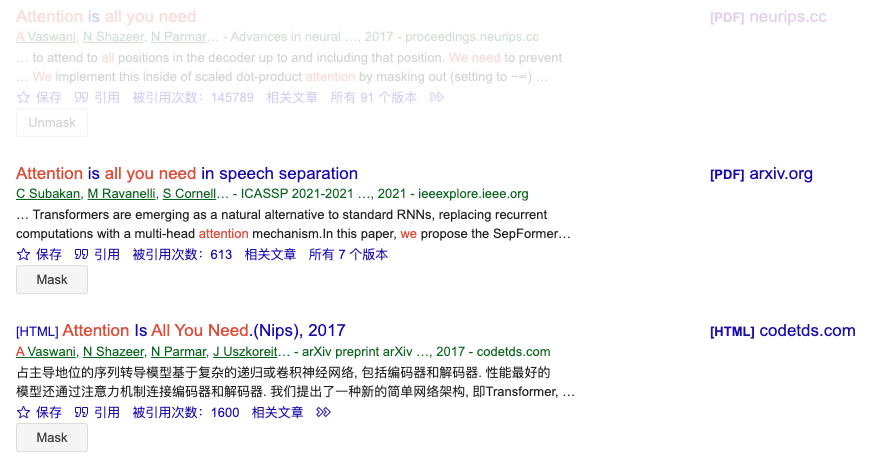 Attention is all you need
[PDF] neurips.cc
A Vaswani, N Shazeer, N Parmar… - Advances in neural …, 2017 - proceedings.neurips.cc
… to attend to all positions in the decoder up to and including that position. We need to prevent
… We implement this inside of scaled dot-product attention by masking out (setting to −∞) …
保存 引用 被引用次数：145789 相关文章 所有 91 个版本
Unmask
Attention is all you need in speech separation
[PDF] arxiv.org
C Subakan, M Ravanelli, S Cornell… - ICASSP 2021-2021 …, 2021 - ieeexplore.ieee.org
… Transformers are emerging as a natural alternative to standard RNNs, replacing recurrent
computations with a multi-head attention mechanism.In this paper, we propose the SepFormer…
保存 引用 被引用次数：613 相关文章 所有 7 个版本
Mask
[HTML] Attention Is All You Need.(Nips), 2017
[HTML] codetds.com
A Vaswani, N Shazeer, N Parmar, J Uszkoreit… - arXiv preprint arXiv …, 2017 - codetds.com
占主导地位的序列转导模型基于复杂的递归或卷积神经网络, 包括编码器和解码器. 性能最好的
模型还通过注意力机制连接编码器和解码器. 我们提出了一种新的简单网络架构, 即Transformer, …
保存 引用 被引用次数：1600 相关文章
Mask